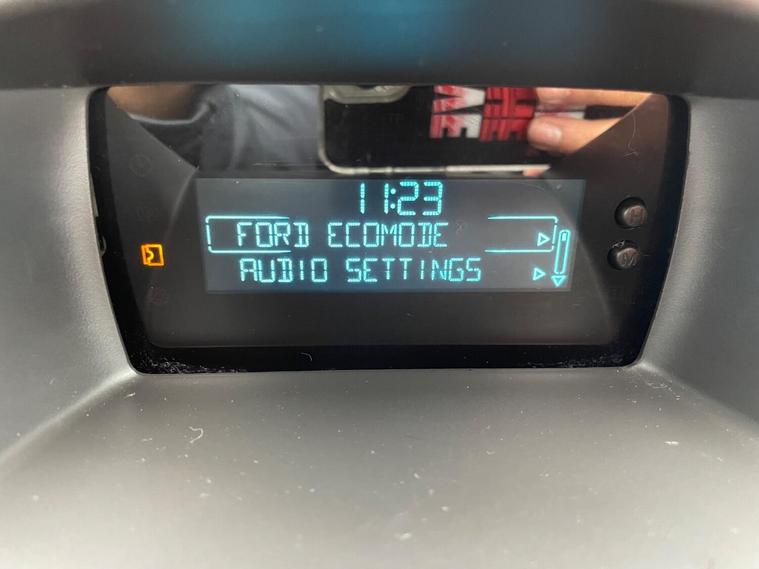 11:23
FORD ECOMODE
AUDIO SETTINGS
H
M